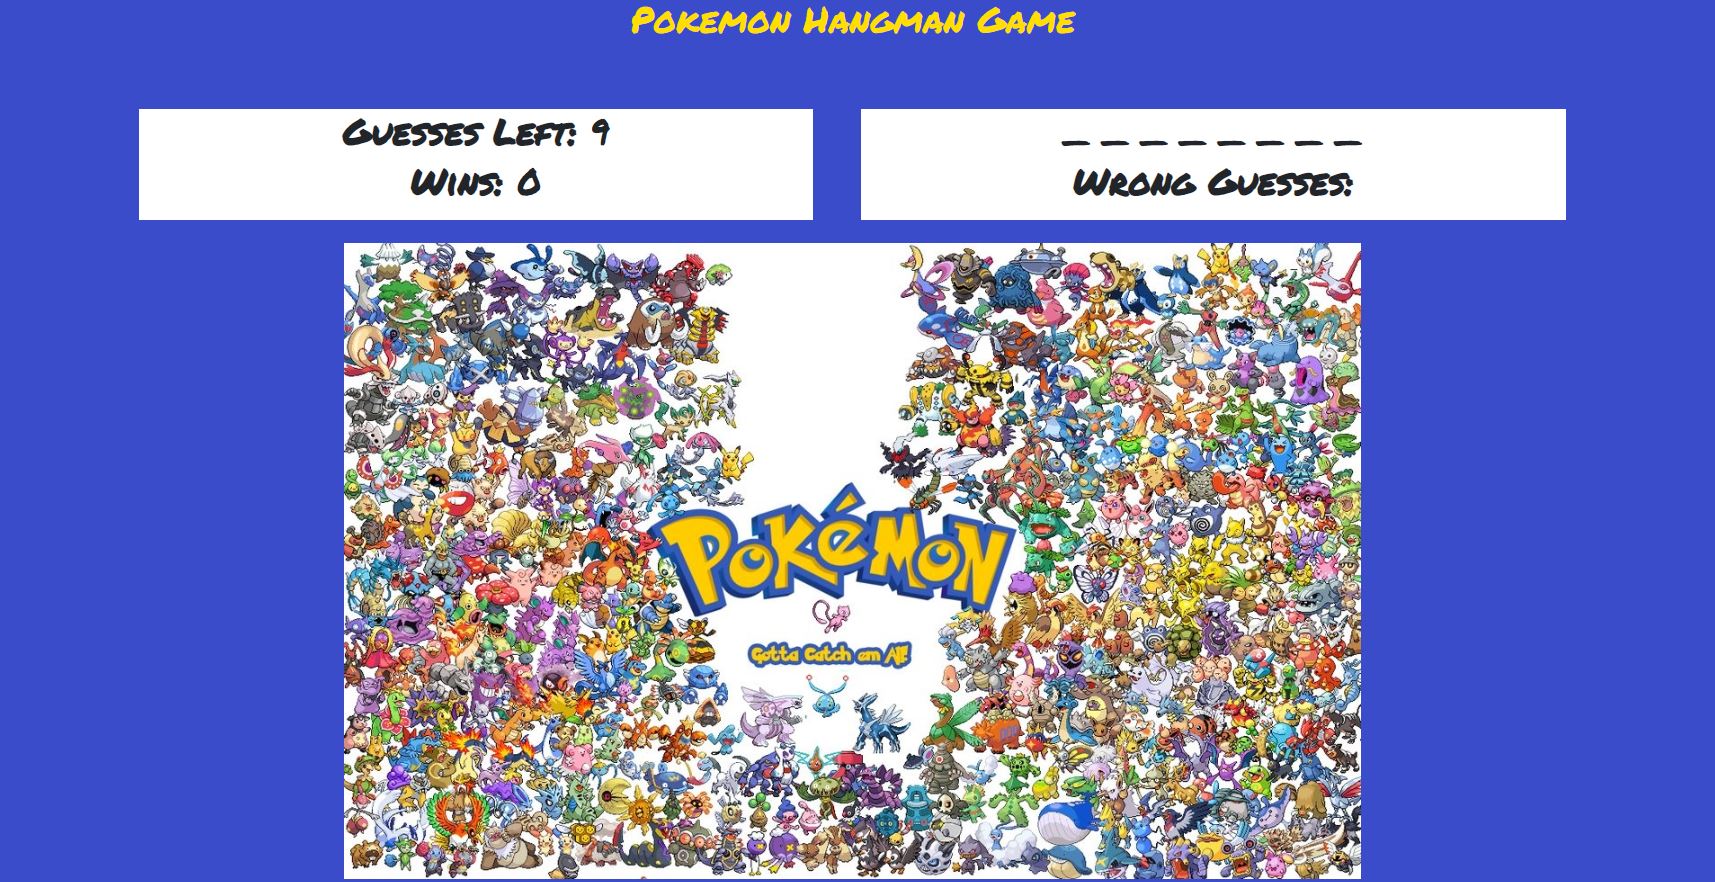 Pokemon Hangman Game
Guesses Left: 9
Wins: 0
_ _ _ _ _ _ _ _
Wrong Guesses:
Pokémon
Gotta Catch em All!